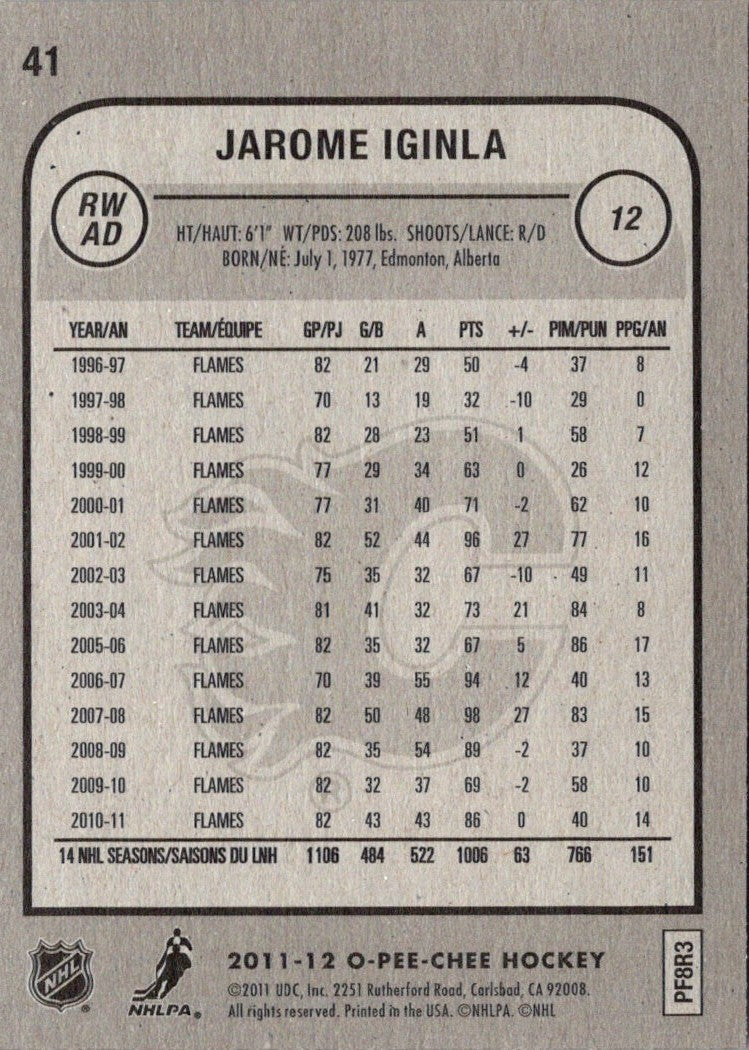 41
JAROME IGINLA
RW
AD
12
HT/HAUT: 6'1" WT/PDS: 208 lbs. SHOOTS/LANCE: R/D
BORN/NÉ: July 1, 1977, Edmonton, Alberta
YEAR/AN TEAM/ÉQUIPE GP/PJ G/B A PTS +/- PIM/PUN PPG/AN
1996-97 FLAMES 82 21 29 50 -4 37 8
1997-98 FLAMES 70 13 19 32 -10 29 0
1998-99 FLAMES 82 28 23 51 1 58 7
1999-00 FLAMES 77 29 34 63 0 26 12
2000-01 FLAMES 77 31 40 71 -2 62 10
2001-02 FLAMES 82 52 44 96 27 77 16
2002-03 FLAMES 75 35 32 67 -10 49 11
2003-04 FLAMES 81 41 32 73 21 84 8
2005-06 FLAMES 82 35 32 67 5 86 17
2006-07 FLAMES 70 39 55 94 12 40 13
2007-08 FLAMES 82 50 48 98 27 83 15
2008-09 FLAMES 82 35 54 89 -2 37 10
2009-10 FLAMES 82 32 37 69 -2 58 10
2010-11 FLAMES 82 43 43 86 0 40 14
14 NHL SEASONS/SAISONS DU LNH 1106 484 522 1006 63 766 151
C
®
NHL
®
NHLPA®
2011-12 O-PEE-CHEE HOCKEY
©2011 UDC, Inc. 2251 Rutherford Road, Carlsbad, CA 92008.
All rights reserved. Printed in the USA. ©NHLPA. ©NHL
PF8R3